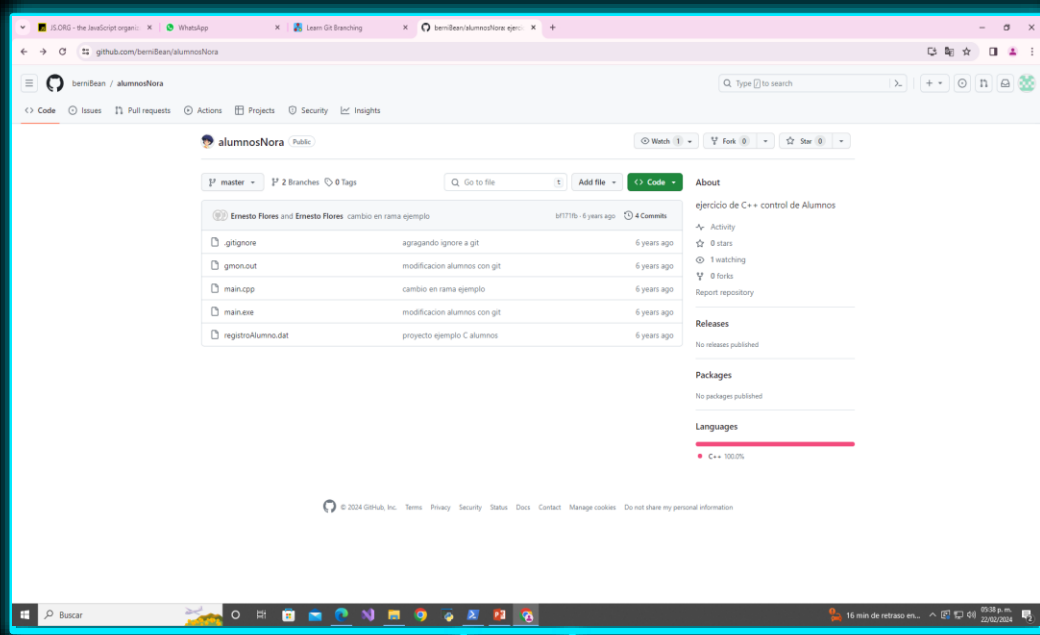 JS.ORG - the JavaScript organiz
WhatsApp
Learn Git Branching
berniBean/alumnosNora: ejerci
github.com/berniBean/alumnosNora
berniBean / alumnosNora
Type / to search
Code Issues Pull requests Actions Projects Security Insights
alumnosNora Public
Watch 1 Fork 0 Star 0
master 2 Branches 0 Tags Go to file t Add file Code
Ernesto Flores and Ernesto Flores cambio en rama ejemplo bf171fb · 6 years ago 4 Commits
.gitignore agragando ignore a git 6 years ago
gmon.out modificacion alumnos con git 6 years ago
main.cpp cambio en rama ejemplo 6 years ago
main.exe modificacion alumnos con git 6 years ago
registroAlumno.dat proyecto ejemplo C alumnos 6 years ago
About
ejercicio de C++ control de Alumnos
Activity
0 stars
1 watching
0 forks
Report repository
Releases
No releases published
Packages
No packages published
Languages
C++ 100.0%
© 2024 GitHub, Inc. Terms Privacy Security Status Docs Contact Manage cookies Do not share my personal information
Buscar
16 min de retraso en...
05:38 p. m.
22/02/2024